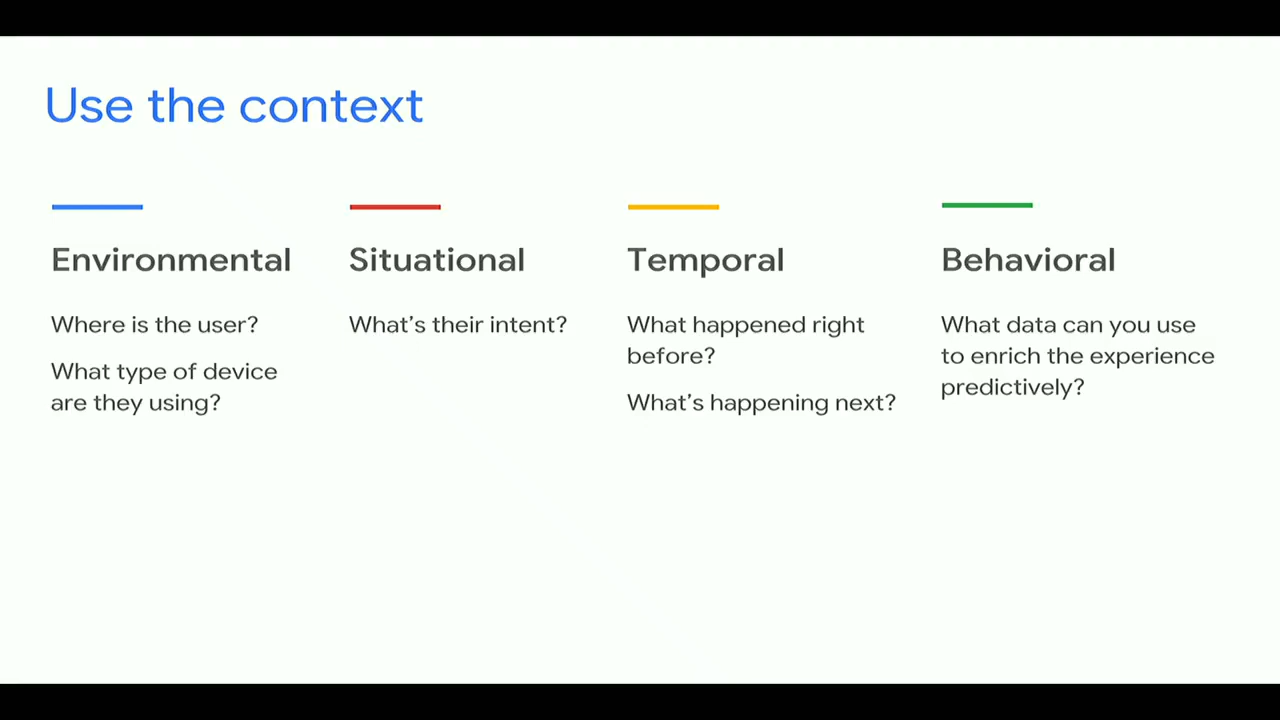 Use the context
Environmental
Where is the user?
What type of device
are they using?
Situational
What's their intent?
Temporal
What happened right
before?
What's happening next?
Behavioral
What data can you use
to enrich the experience
predictively?